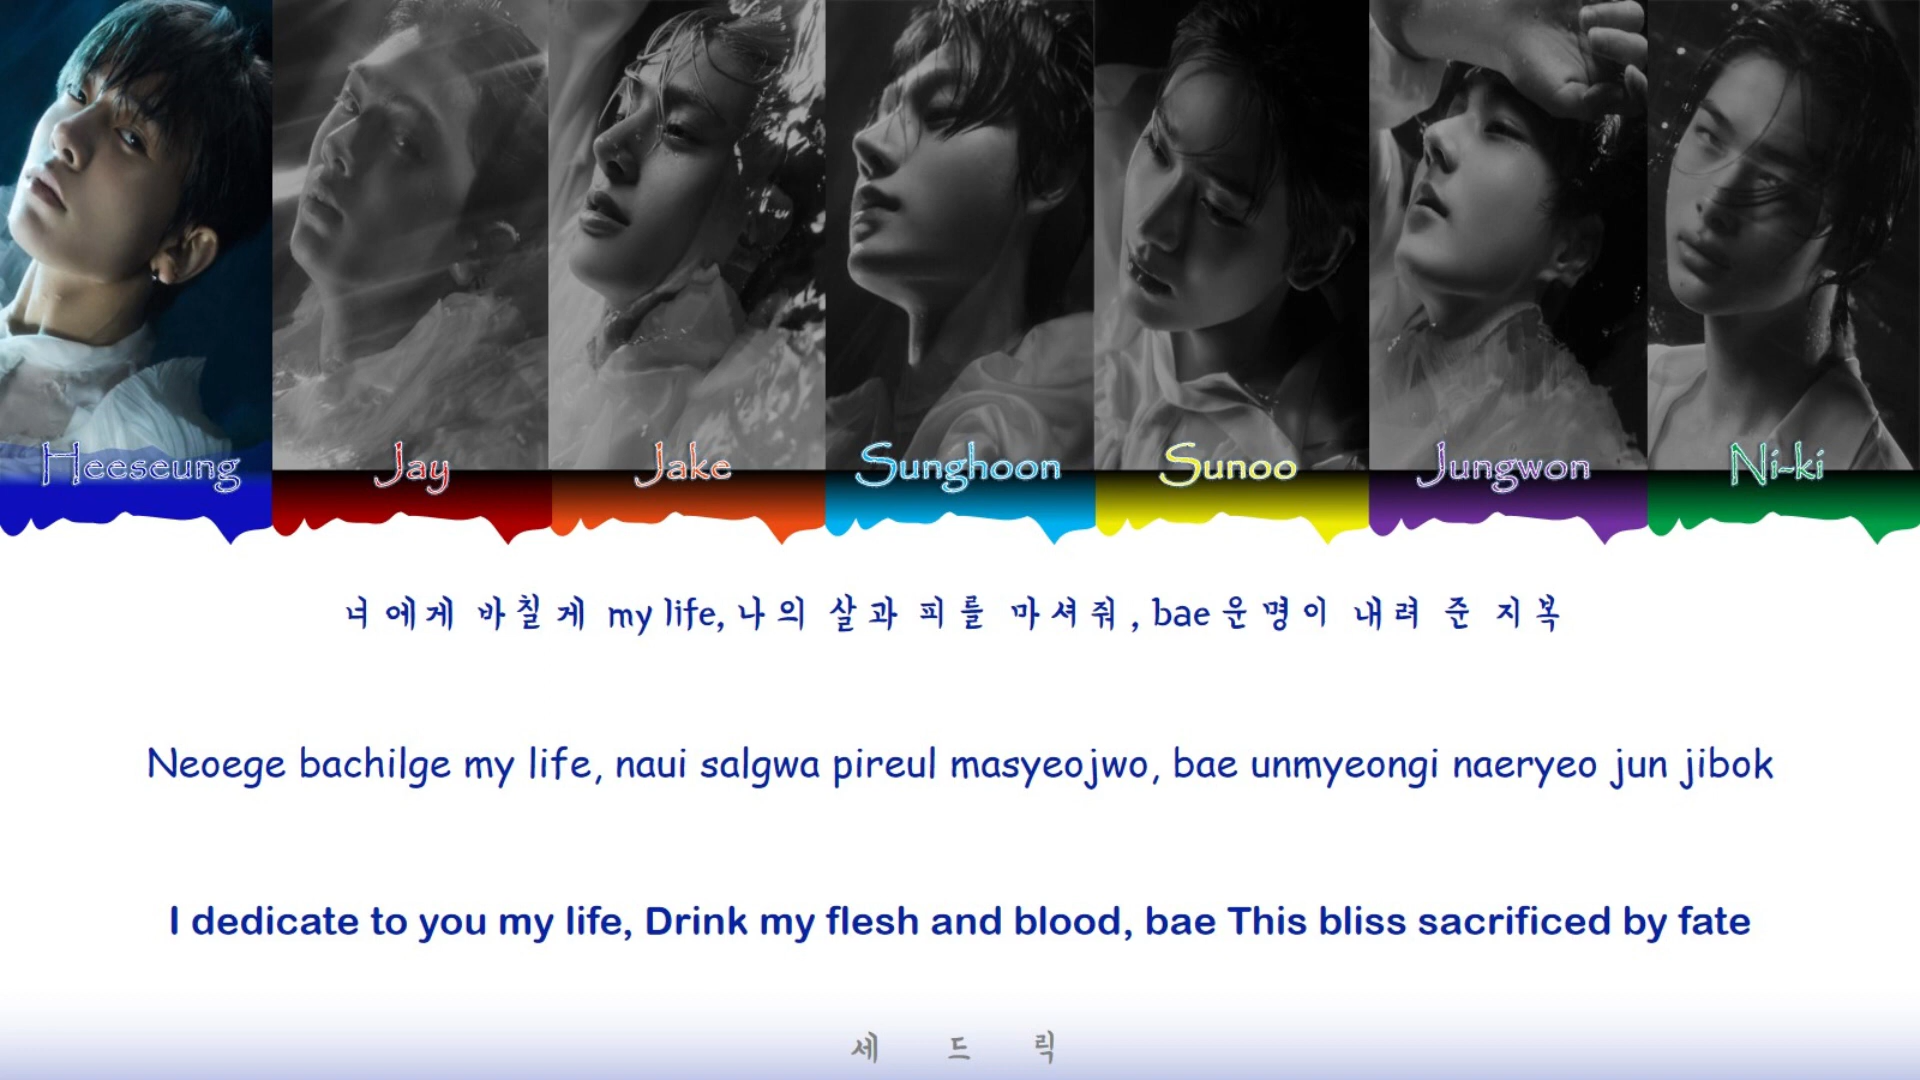 Heeseung Jay Jake Sunghoon Sunoo Jungwon Ni-ki
너에게 바칠게 my life, 나의 살과 피를 마셔줘, bae 운명이 내려 준 지복
Neoege bachilge my life, naui salgwa pireul masyeojwo, bae unmyeongi naeryeo jun jibok
I dedicate to you my life, Drink my flesh and blood, bae This bliss sacrificed by fate
세 드 릭